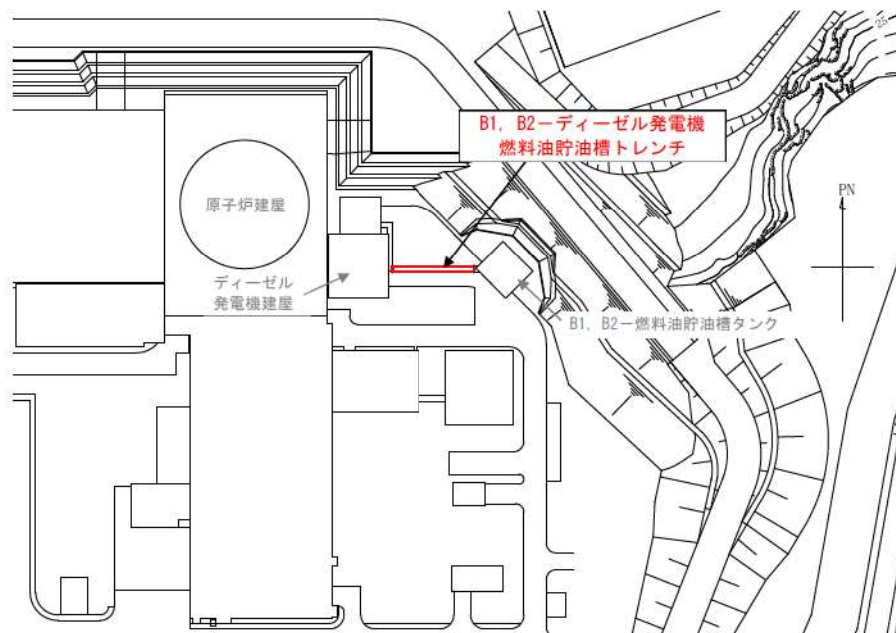 25
B1，B2－ディーゼル発電機
燃料油貯油槽トレンチ
PN
原子炉建屋
ディーゼル
発電機建屋
B1，B2－燃料油貯油槽タンク